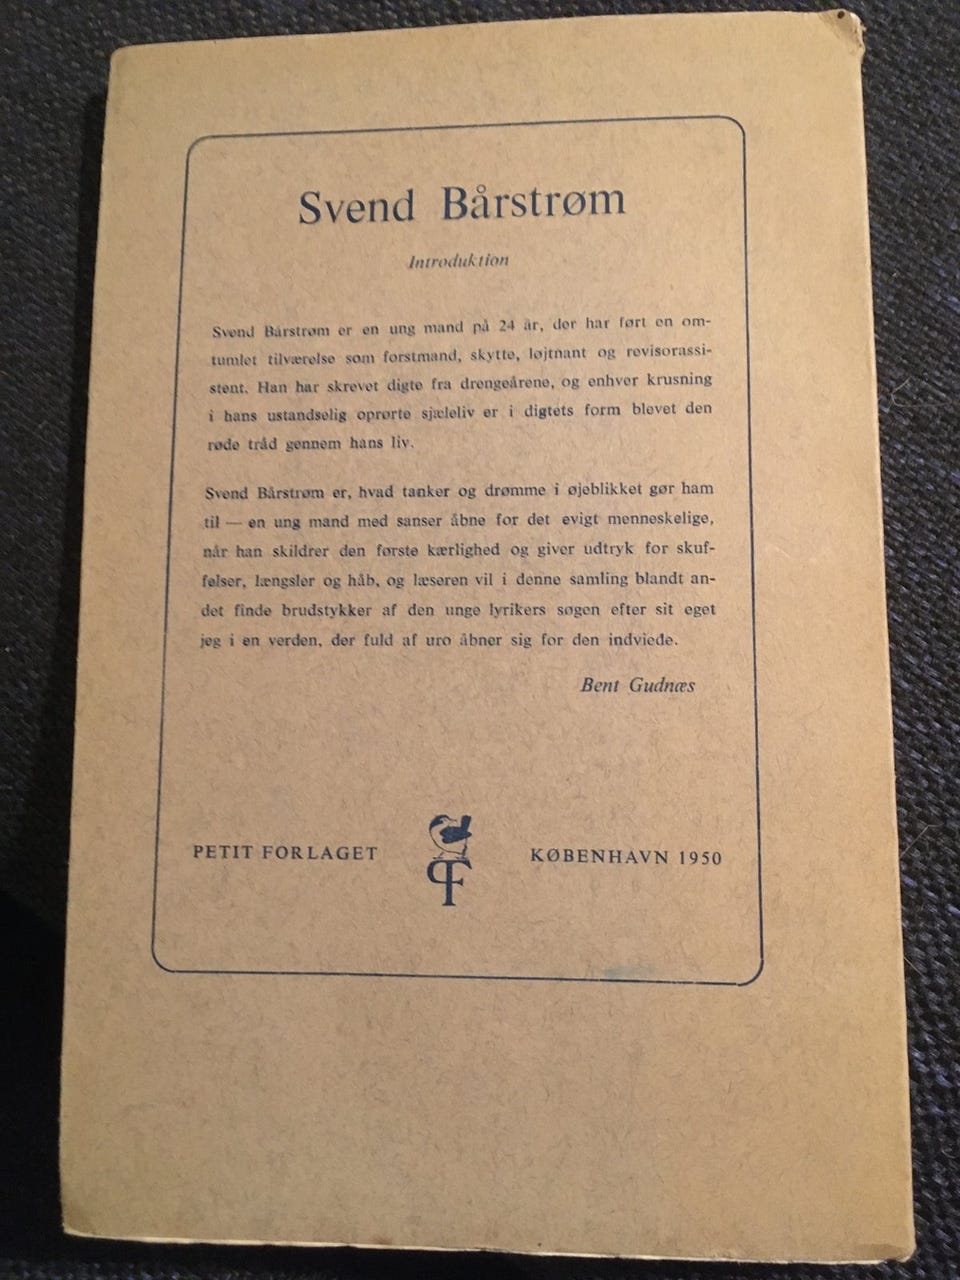 Svend Bårstrøm
Introduktion
Svend Bårstrøm er en ung mand på 24 år, der har ført en om-
tumlet tilværelse som forstmand, skytte, løjtnant og revisorassi-
stent. Han har skrevet digte fra drengeårene, og enhver krusning
i hans ustandselig oprørte sjæleliv er i digtets form blevet den
røde tråd gennem hans liv.
Svend Bårstrøm er, hvad tanker og drømme i øjeblikket gør ham
til — en ung mand med sanser åbne for det evigt menneskelige,
når han skildrer den første kærlighed og giver udtryk for skuf-
felser, længsler og håb, og læseren vil i denne samling blandt an-
det finde brudstykker af den unge lyrikers søgen efter sit eget
jeg i en verden, der fuld af uro åbner sig for den indviede.
Bent Gudnæs
PETIT FORLAGET
PF
KØBENHAVN 1950